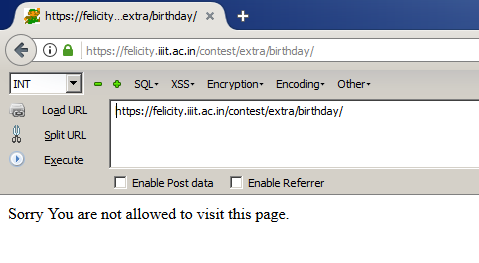 https://felicity...extra/birthday/
https://felicity.iiit.ac.in/contest/extra/birthday/
INT SQL XSS Encryption Encoding Other
Load URL
https://felicity.iiit.ac.in/contest/extra/birthday/
Split URL
Execute
Enable Post data Enable Referrer
Sorry You are not allowed to visit this page.